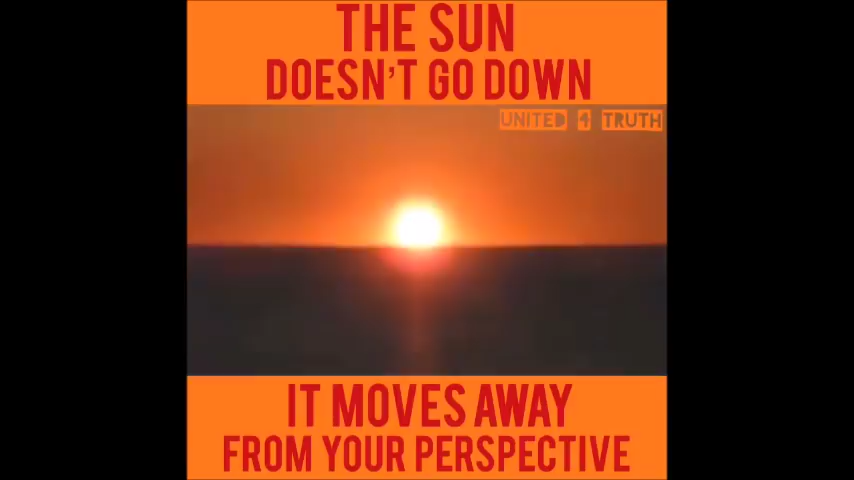 THE SUN
DOESN'T GO DOWN
UNITED 4 TRUTH
IT MOVES AWAY
FROM YOUR PERSPECTIVE